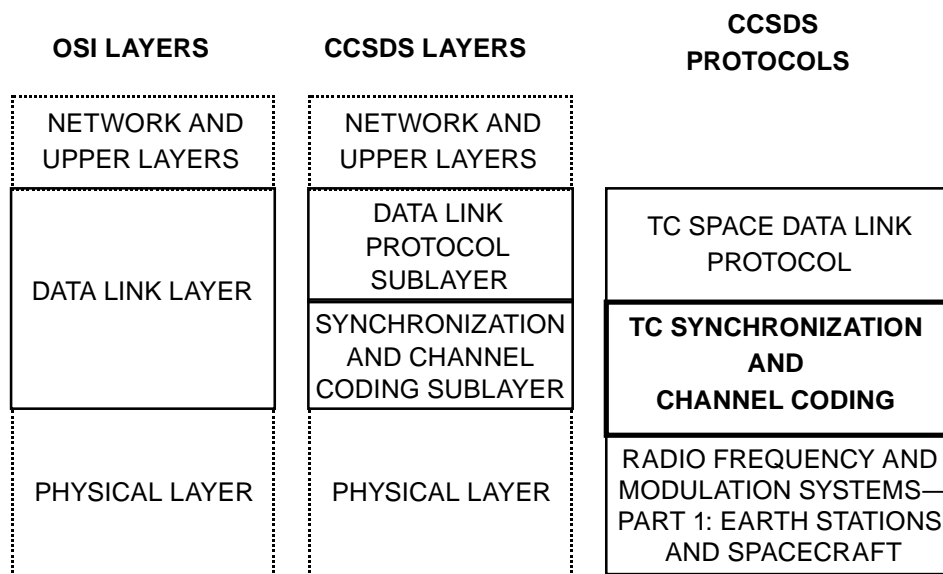 OSI LAYERS
CCSDS LAYERS
CCSDS
PROTOCOLS
NETWORK AND
UPPER LAYERS
NETWORK AND
UPPER LAYERS
DATA LINK LAYER
DATA LINK
PROTOCOL
SUBLAYER
TC SPACE DATA LINK
PROTOCOL
SYNCHRONIZATION
AND CHANNEL
CODING SUBLAYER
TC SYNCHRONIZATION
AND
CHANNEL CODING
PHYSICAL LAYER
PHYSICAL LAYER
RADIO FREQUENCY AND
MODULATION SYSTEMS—
PART 1: EARTH STATIONS
AND SPACECRAFT